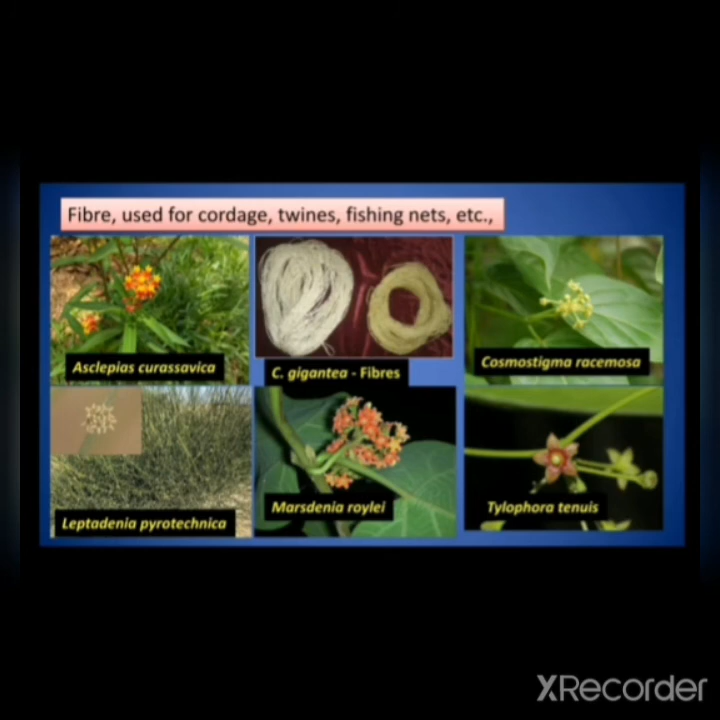 Fibre, used for cordage, twines, fishing nets, etc.,
Asclepias curassavica
C. gigantea - Fibres
Cosmostigma racemosa
Leptadenia pyrotechnica
Marsdenia roylei
Tylophora tenuis
XRecorder